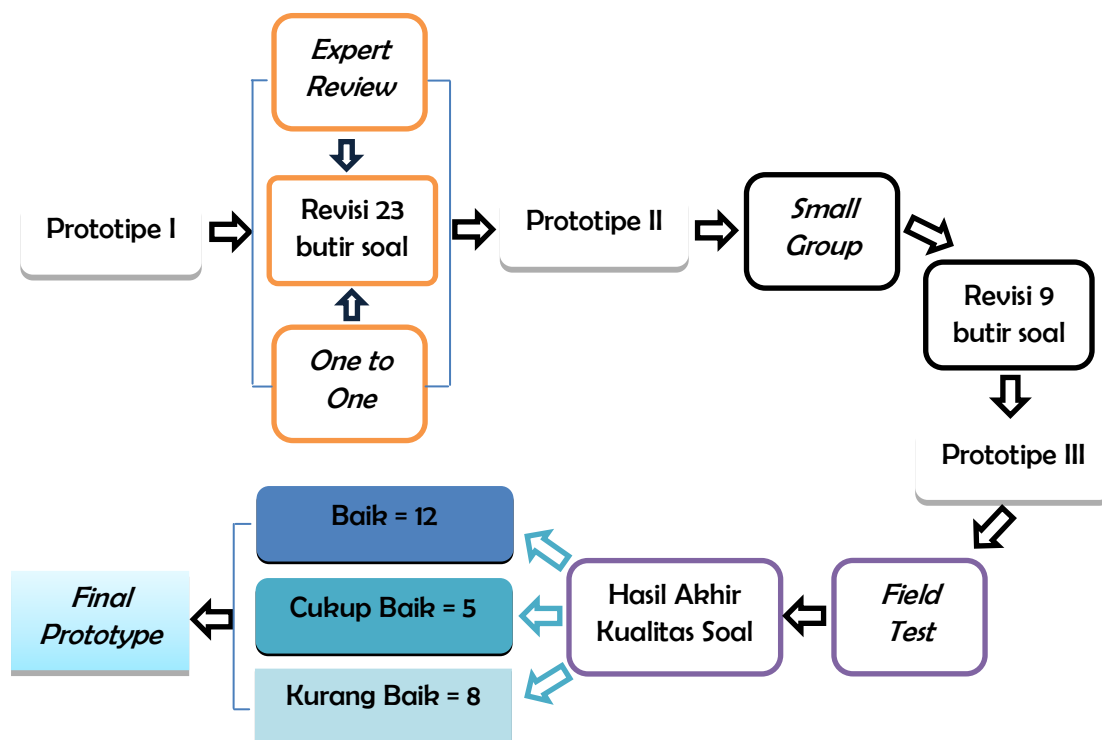 Expert
Review
Prototipe I
Revisi 23
butir soal
Prototipe II
Small
Group
One to
One
Revisi 9
butir soal
Prototipe III
Baik = 12
Cukup Baik = 5
Kurang Baik = 8
Final
Prototype
Hasil Akhir
Kualitas Soal
Field
Test